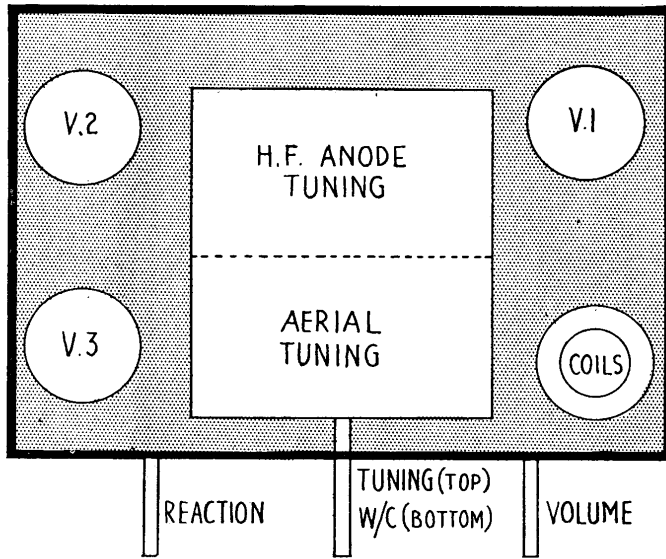 V.2
H.F. ANODE
TUNING
V.1
V.3
AERIAL
TUNING
COILS
REACTION
TUNING (TOP)
W/C (BOTTOM)
VOLUME